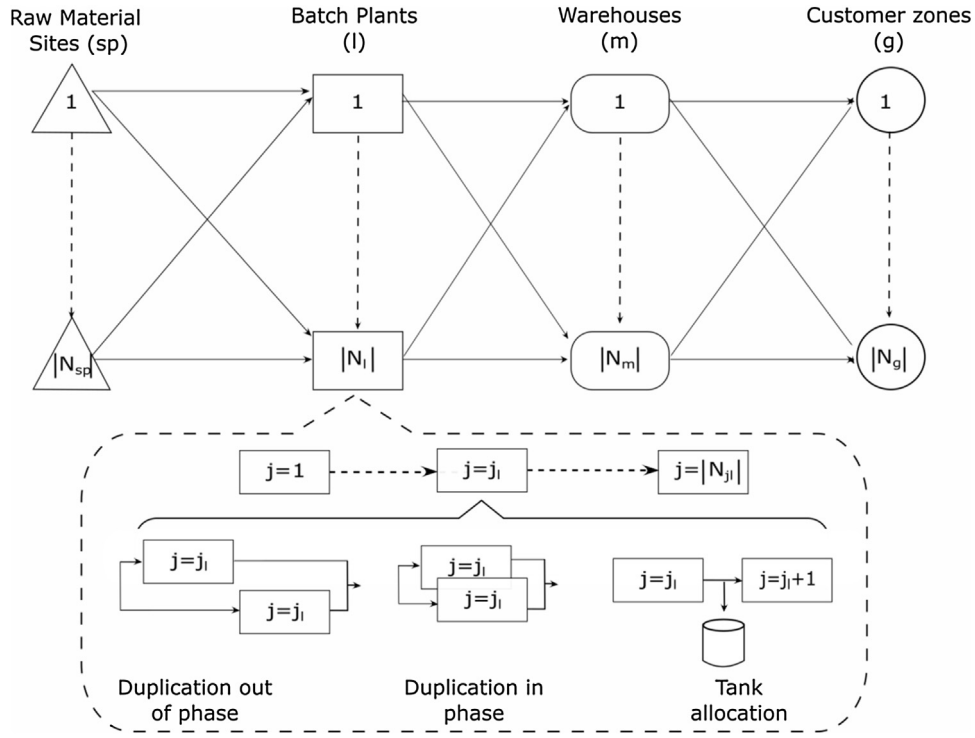 Raw Material
Sites (sp)
Batch Plants
(l)
Warehouses
(m)
Customer zones
(g)
1
1
1
1
|Nsp|
|Nl|
|Nm|
|Ng|
j=1
j=jl
j=|Njl|
j=jl
j=jl
j=jl
j=jl
j=jl
j=jl+1
Duplication out
of phase
Duplication in
phase
Tank
allocation